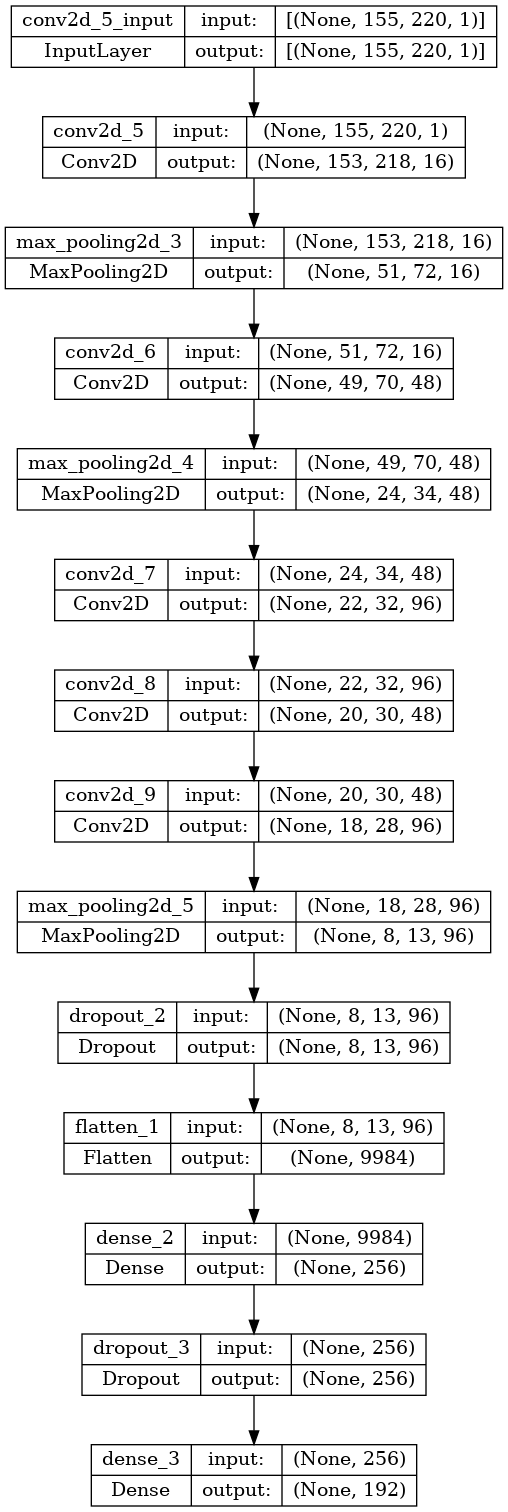 conv2d_5_input input: [(None, 155, 220, 1)]
InputLayer output: [(None, 155, 220, 1)]
conv2d_5 input: (None, 155, 220, 1)
Conv2D output: (None, 153, 218, 16)
max_pooling2d_3 input: (None, 153, 218, 16)
MaxPooling2D output: (None, 51, 72, 16)
conv2d_6 input: (None, 51, 72, 16)
Conv2D output: (None, 49, 70, 48)
max_pooling2d_4 input: (None, 49, 70, 48)
MaxPooling2D output: (None, 24, 34, 48)
conv2d_7 input: (None, 24, 34, 48)
Conv2D output: (None, 22, 32, 96)
conv2d_8 input: (None, 22, 32, 96)
Conv2D output: (None, 20, 30, 48)
conv2d_9 input: (None, 20, 30, 48)
Conv2D output: (None, 18, 28, 96)
max_pooling2d_5 input: (None, 18, 28, 96)
MaxPooling2D output: (None, 8, 13, 96)
dropout_2 input: (None, 8, 13, 96)
Dropout output: (None, 8, 13, 96)
flatten_1 input: (None, 8, 13, 96)
Flatten output: (None, 9984)
dense_2 input: (None, 9984)
Dense output: (None, 256)
dropout_3 input: (None, 256)
Dropout output: (None, 256)
dense_3 input: (None, 256)
Dense output: (None, 192)